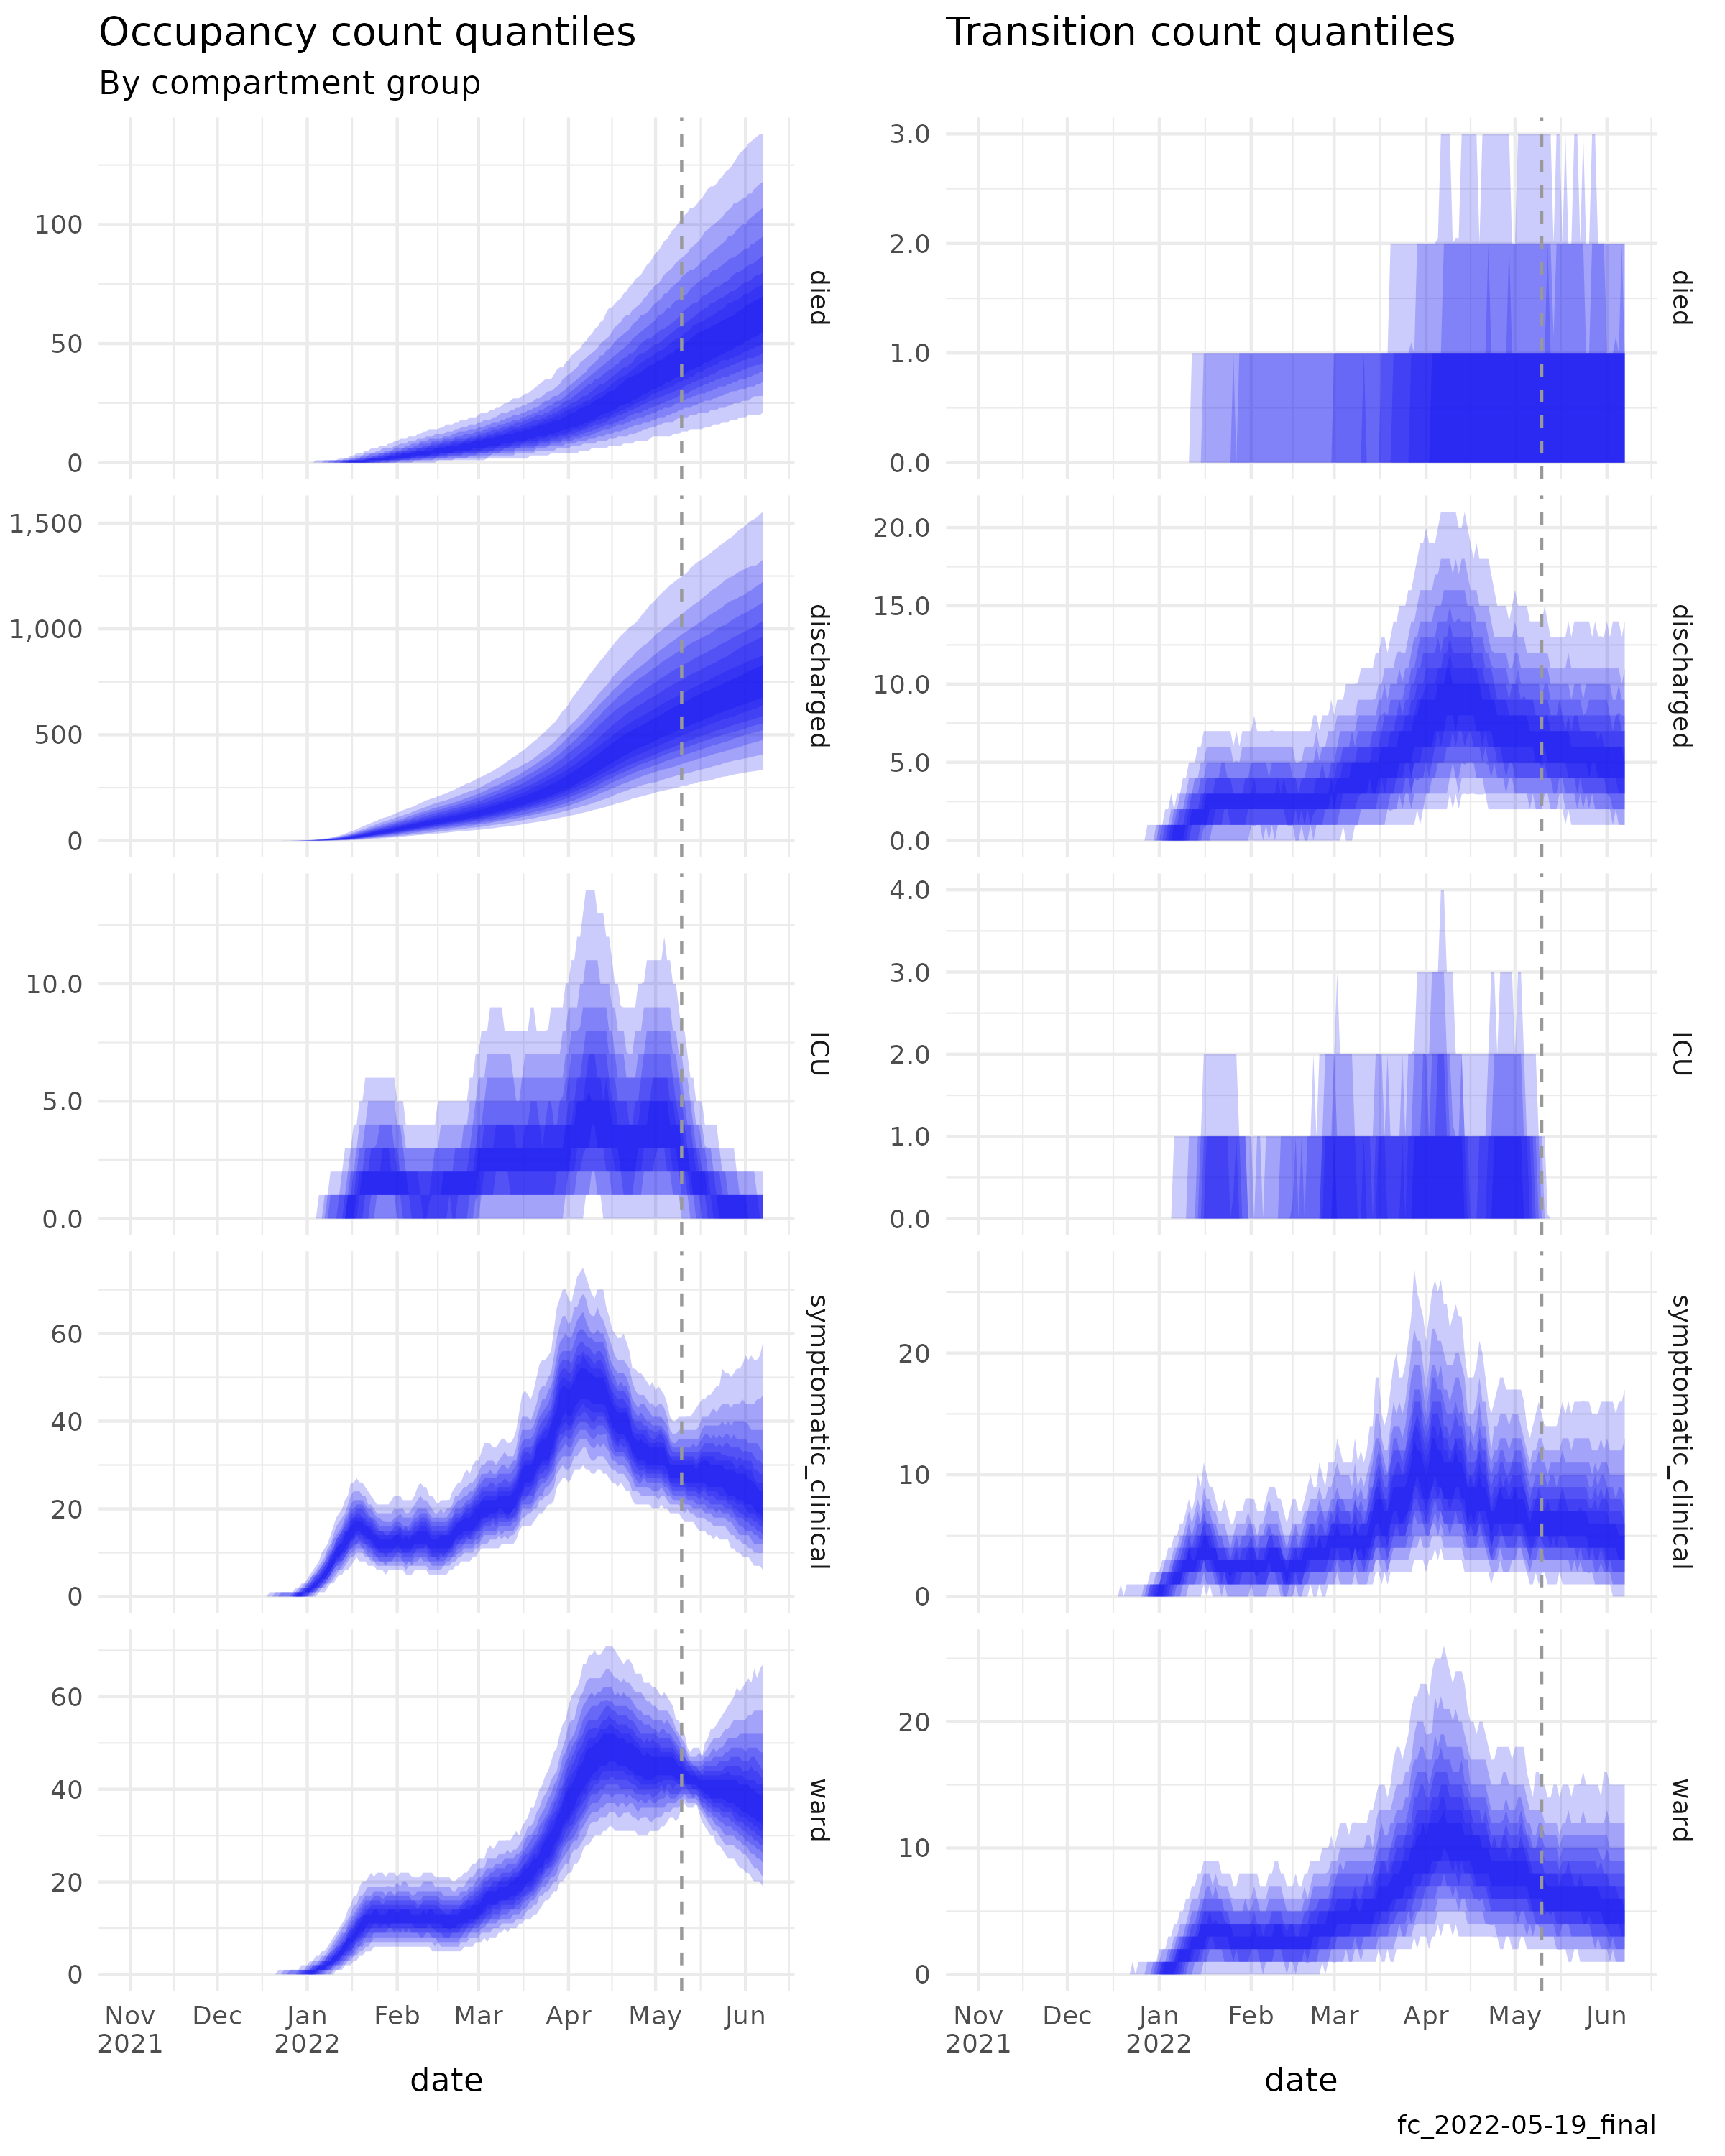 Occupancy count quantiles
By compartment group
Transition count quantiles
100
50
0
died
3.0
2.0
1.0
0.0
died
1,500
1,000
500
0
discharged
20.0
15.0
10.0
5.0
0.0
discharged
10.0
5.0
0.0
ICU
4.0
3.0
2.0
1.0
0.0
ICU
60
40
20
0
symptomatic_clinical
20
10
0
symptomatic_clinical
60
40
20
0
ward
20
10
0
ward
Nov Dec Jan Feb Mar Apr May Jun
2021 2022
date
Nov Dec Jan Feb Mar Apr May Jun
2021 2022
date
fc_2022-05-19_final